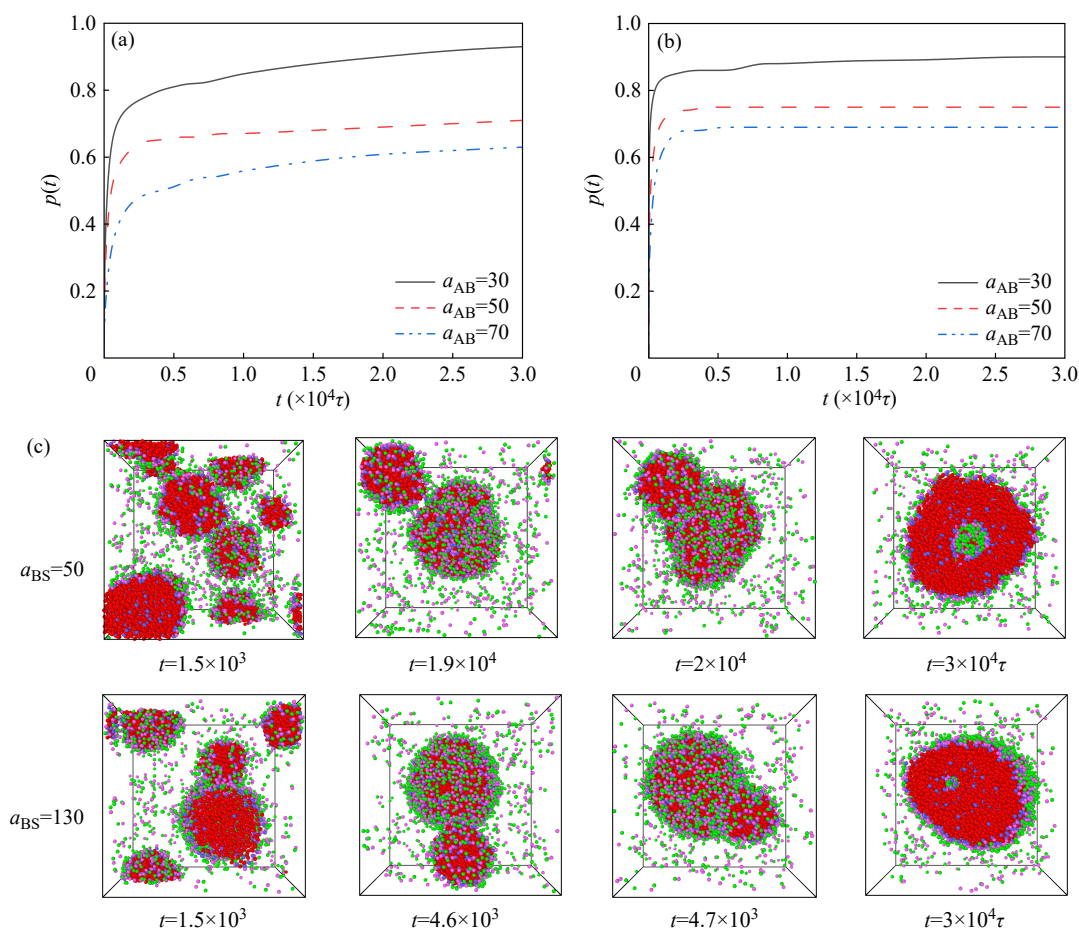 (a)
1.0
0.8
0.6
0.4
0.2
0
0.5
1.0
1.5
2.0
2.5
3.0
p(t)
t (×10⁴τ)
a_AB=30
a_AB=50
a_AB=70
(b)
1.0
0.8
0.6
0.4
0.2
0
0.5
1.0
1.5
2.0
2.5
3.0
p(t)
t (×10⁴τ)
a_AB=30
a_AB=50
a_AB=70
(c)
a_BS=50
t=1.5×10³
t=1.9×10⁴
t=2×10⁴
t=3×10⁴τ
a_BS=130
t=1.5×10³
t=4.6×10³
t=4.7×10³
t=3×10⁴τ